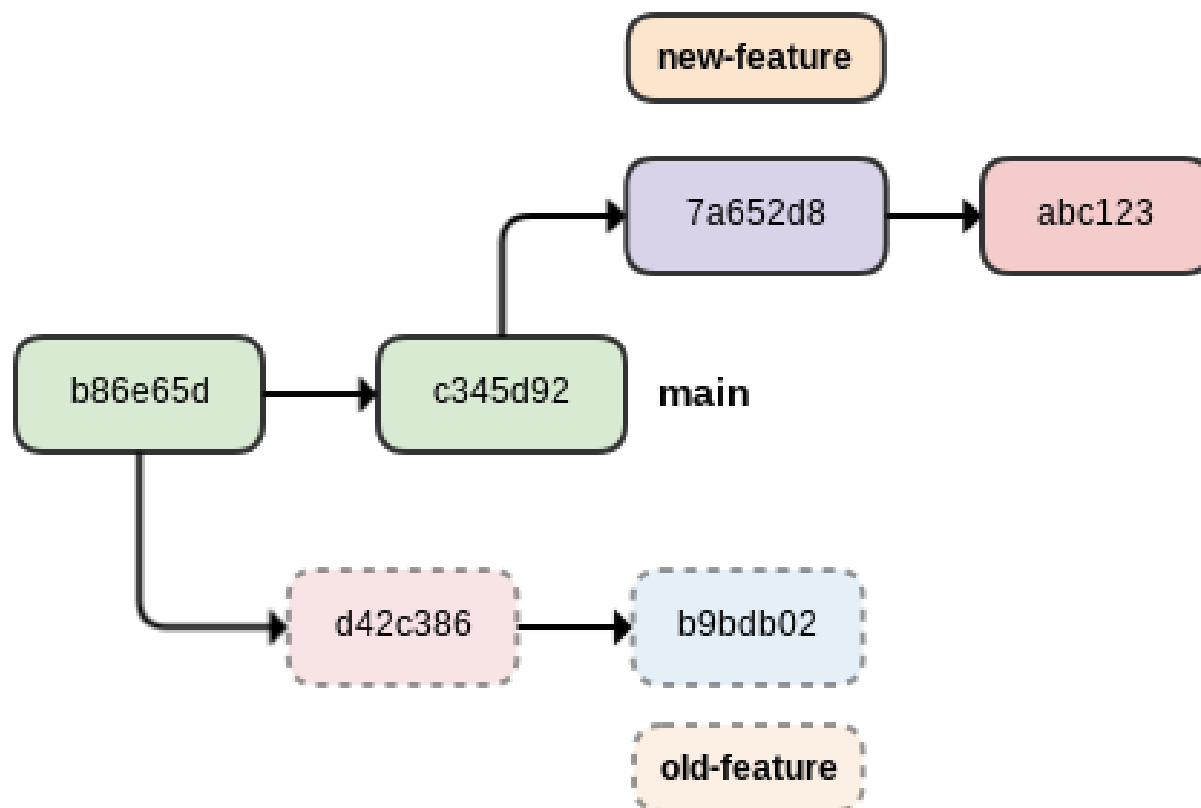 new-feature
7a652d8
abc123
b86e65d
c345d92
main
d42c386
b9bdb02
old-feature